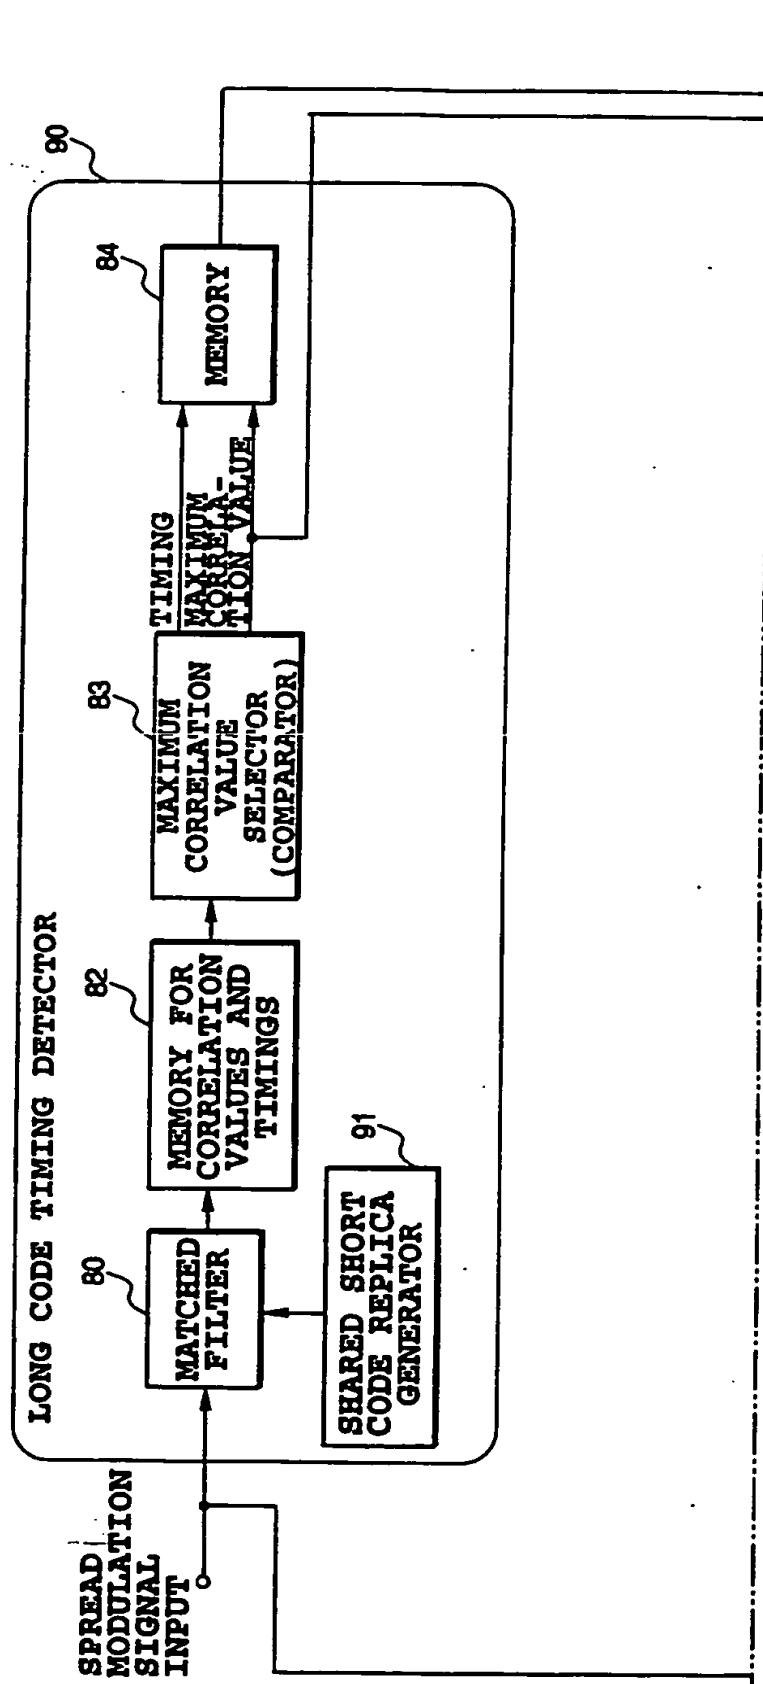 90
LONG CODE TIMING DETECTOR
SPREAD
MODULATION
SIGNAL
INPUT
80
MATCHED
FILTER
82
MEMORY FOR
CORRELATION
VALUES AND
TIMINGS
83
MAXIMUM
CORRELATION
VALUE
SELECTOR
(COMPARATOR)
TIMING
MAXIMUM
CORRELA-
TION VALUE
84
MEMORY
91
SHARED SHORT
CODE REPLICA
GENERATOR